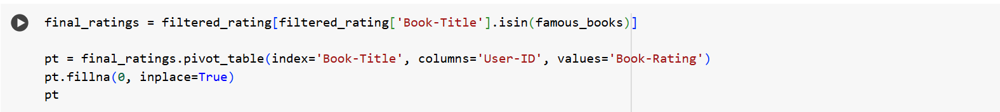 final_ratings = filtered_rating[filtered_rating['Book-Title'].isin(famous_books)]
pt = final_ratings.pivot_table(index='Book-Title', columns='User-ID', values='Book-Rating')
pt.fillna(0, inplace=True)
pt